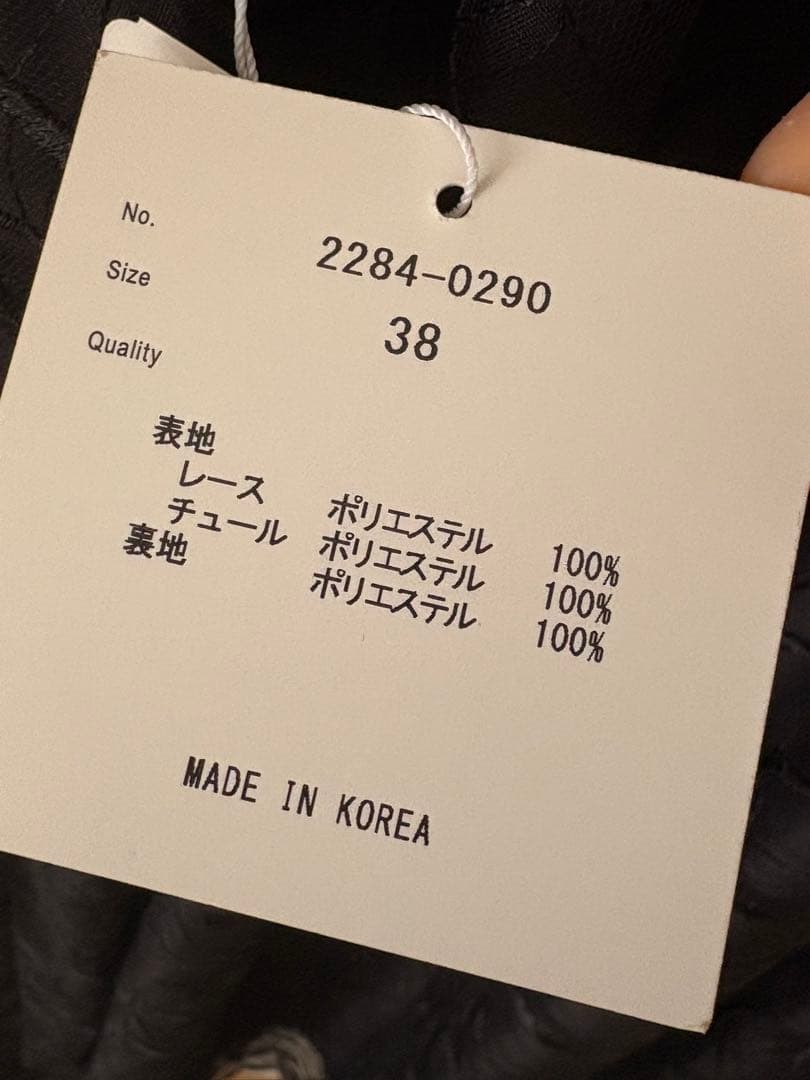 No. 2284-0290
Size 38
Quality
表地
レース ポリエステル 100%
チュール ポリエステル 100%
裏地 ポリエステル 100%
MADE IN KOREA